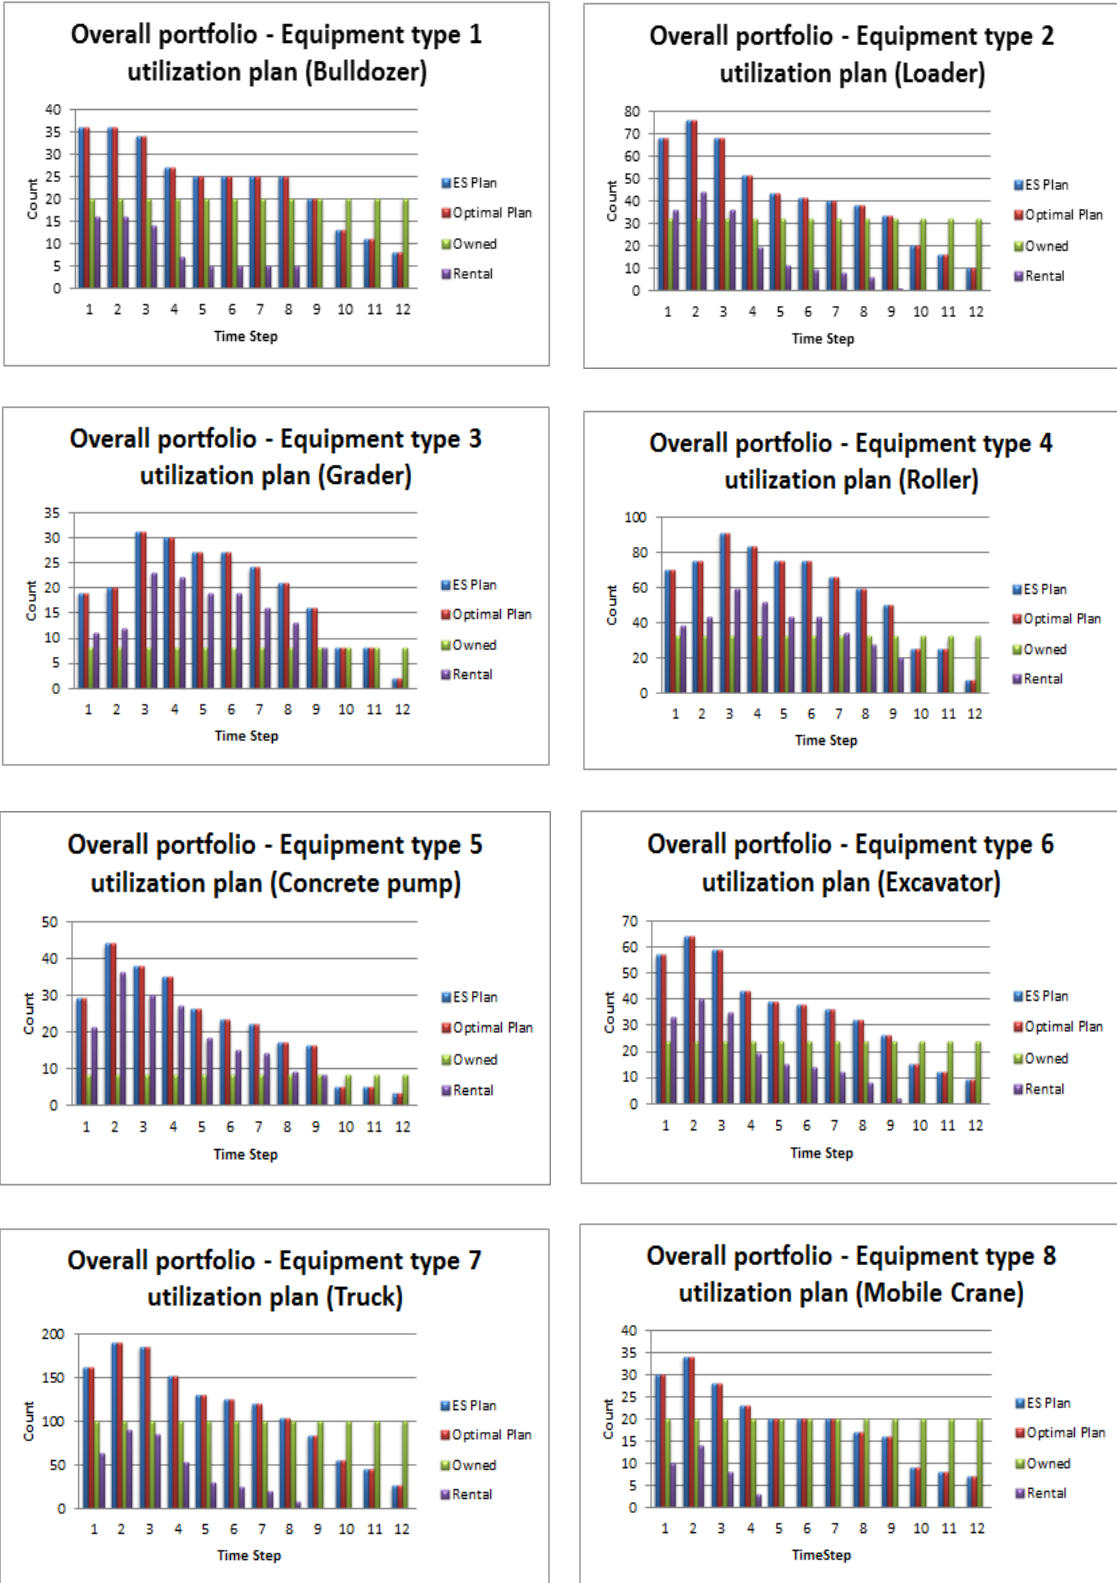 Overall portfolio - Equipment type 1
utilization plan (Bulldozer)
40
35
30
25
20
15
10
5
0
Count
1 2 3 4 5 6 7 8 9 10 11 12
Time Step
ES Plan
Optimal Plan
Owned
Rental
Overall portfolio - Equipment type 2
utilization plan (Loader)
80
70
60
50
40
30
20
10
0
Count
1 2 3 4 5 6 7 8 9 10 11 12
Time Step
ES Plan
Optimal Plan
Owned
Rental
Overall portfolio - Equipment type 3
utilization plan (Grader)
35
30
25
20
15
10
5
0
Count
1 2 3 4 5 6 7 8 9 10 11 12
Time Step
ES Plan
Optimal Plan
Owned
Rental
Overall portfolio - Equipment type 4
utilization plan (Roller)
100
80
60
40
20
0
Count
1 2 3 4 5 6 7 8 9 10 11 12
Time Step
ES Plan
Optimal Plan
Owned
Rental
Overall portfolio - Equipment type 5
utilization plan (Concrete pump)
50
40
30
20
10
0
Count
1 2 3 4 5 6 7 8 9 10 11 12
Time Step
ES Plan
Optimal Plan
Owned
Rental
Overall portfolio - Equipment type 6
utilization plan (Excavator)
70
60
50
40
30
20
10
0
Count
1 2 3 4 5 6 7 8 9 10 11 12
Time Step
ES Plan
Optimal Plan
Owned
Rental
Overall portfolio - Equipment type 7
utilization plan (Truck)
200
150
100
50
0
Count
1 2 3 4 5 6 7 8 9 10 11 12
Time Step
ES Plan
Optimal Plan
Owned
Rental
Overall portfolio - Equipment type 8
utilization plan (Mobile Crane)
40
35
30
25
20
15
10
5
0
Count
1 2 3 4 5 6 7 8 9 10 11 12
TimeStep
ES Plan
Optimal Plan
Owned
Rental